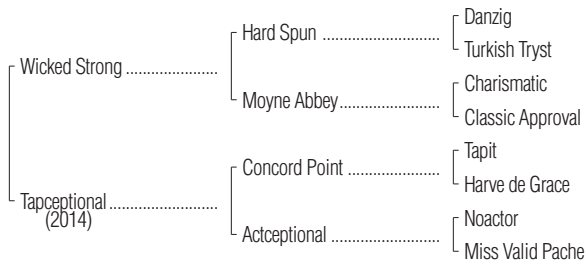 Danzig
Hard Spun ......................
Turkish Tryst
Wicked Strong .....................
Charismatic
Moyne Abbey....................
Classic Approval
Tapit
Concord Point .....................
Harve de Grace
Tapceptional .........................
(2014)
Noactor
Actceptional .....................
Miss Valid Pache